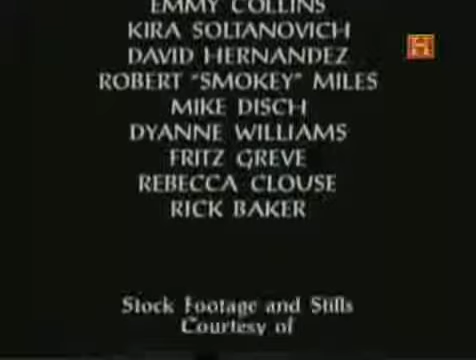 EMMY COLLINS
KIRA SOLTANOVICH
DAVID HERNANDEZ
ROBERT "SMOKEY" MILES
MIKE DISCH
DYANNE WILLIAMS
FRITZ GREVE
REBECCA CLOUSE
RICK BAKER
Stock Footage and Stills
Courtesy of
H